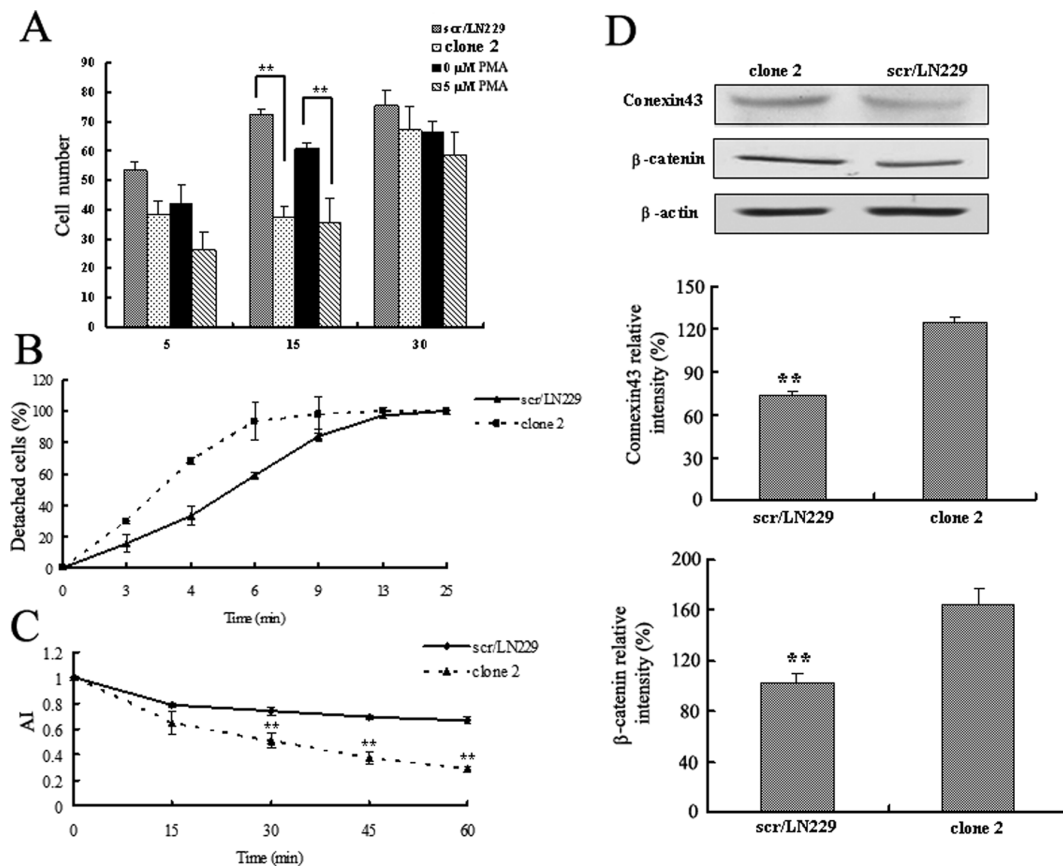 A
scr/LN229
clone 2
0 μM PMA
5 μM PMA
**
**
Cell number
90
80
70
60
50
40
30
20
10
0
5
15
30
B
Detached cells (%)
120
100
80
60
40
20
0
0
3
4
6
9
13
25
Time (min)
scr/LN229
clone 2
C
AI
1.2
1
0.8
0.6
0.4
0.2
0
0
15
30
45
60
Time (min)
scr/LN229
clone 2
**
**
**
D
clone 2
scr/LN229
Conexin43
β-catenin
β-actin
Connexin43 relative
intensity (%)
150
120
90
60
30
0
**
scr/LN229
clone 2
β-catenin relative
intensity (%)
200
160
120
80
40
0
**
scr/LN229
clone 2